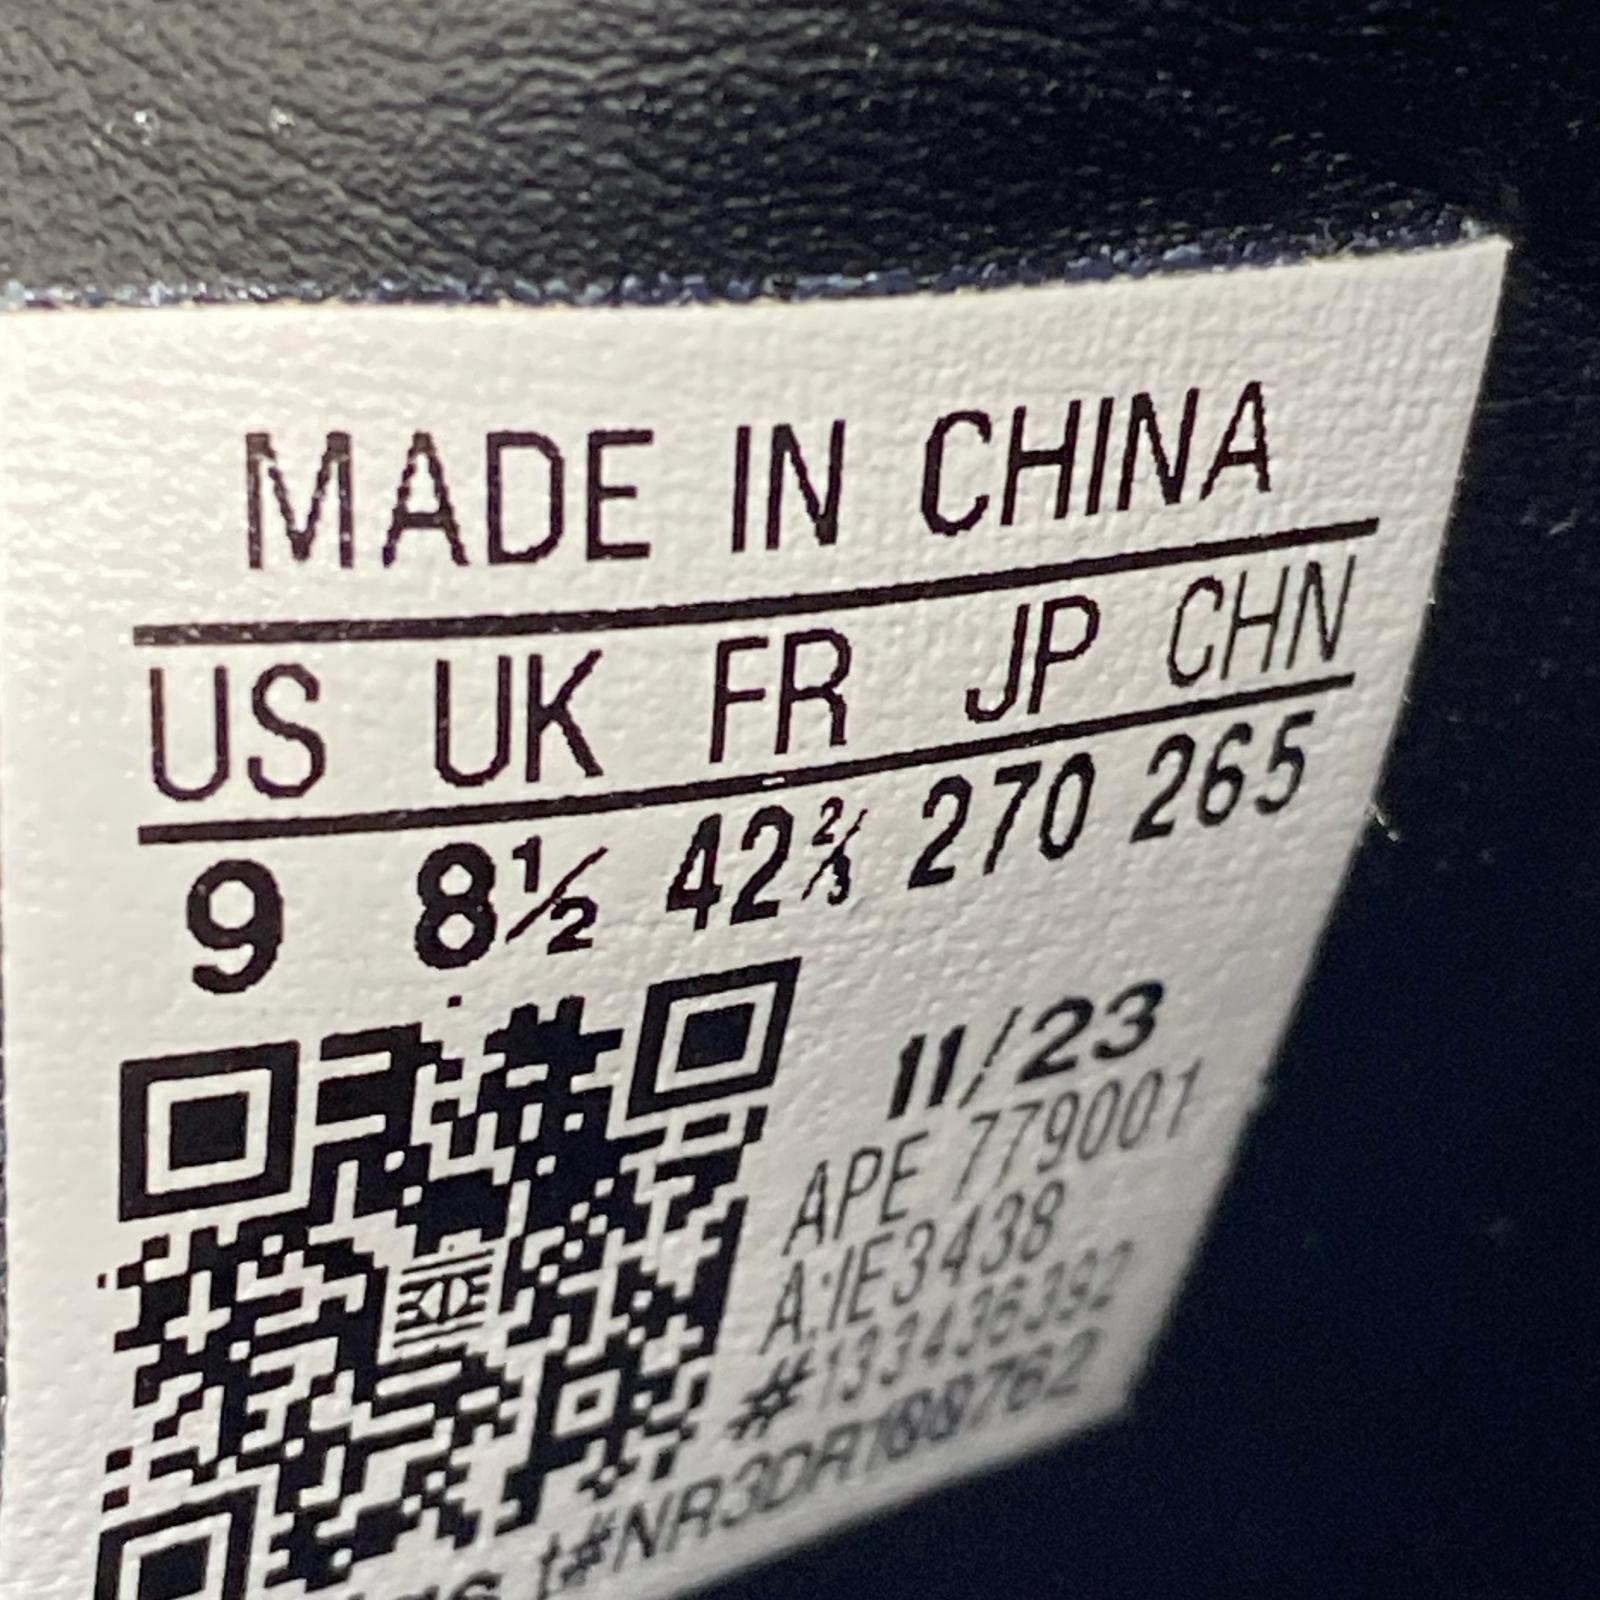 MADE IN CHINA
US UK FR JP CHN
9 8½ 42⅔ 270 265
11/23
APE 779001
A:IE3438
#133436392
t#NR3DR100762